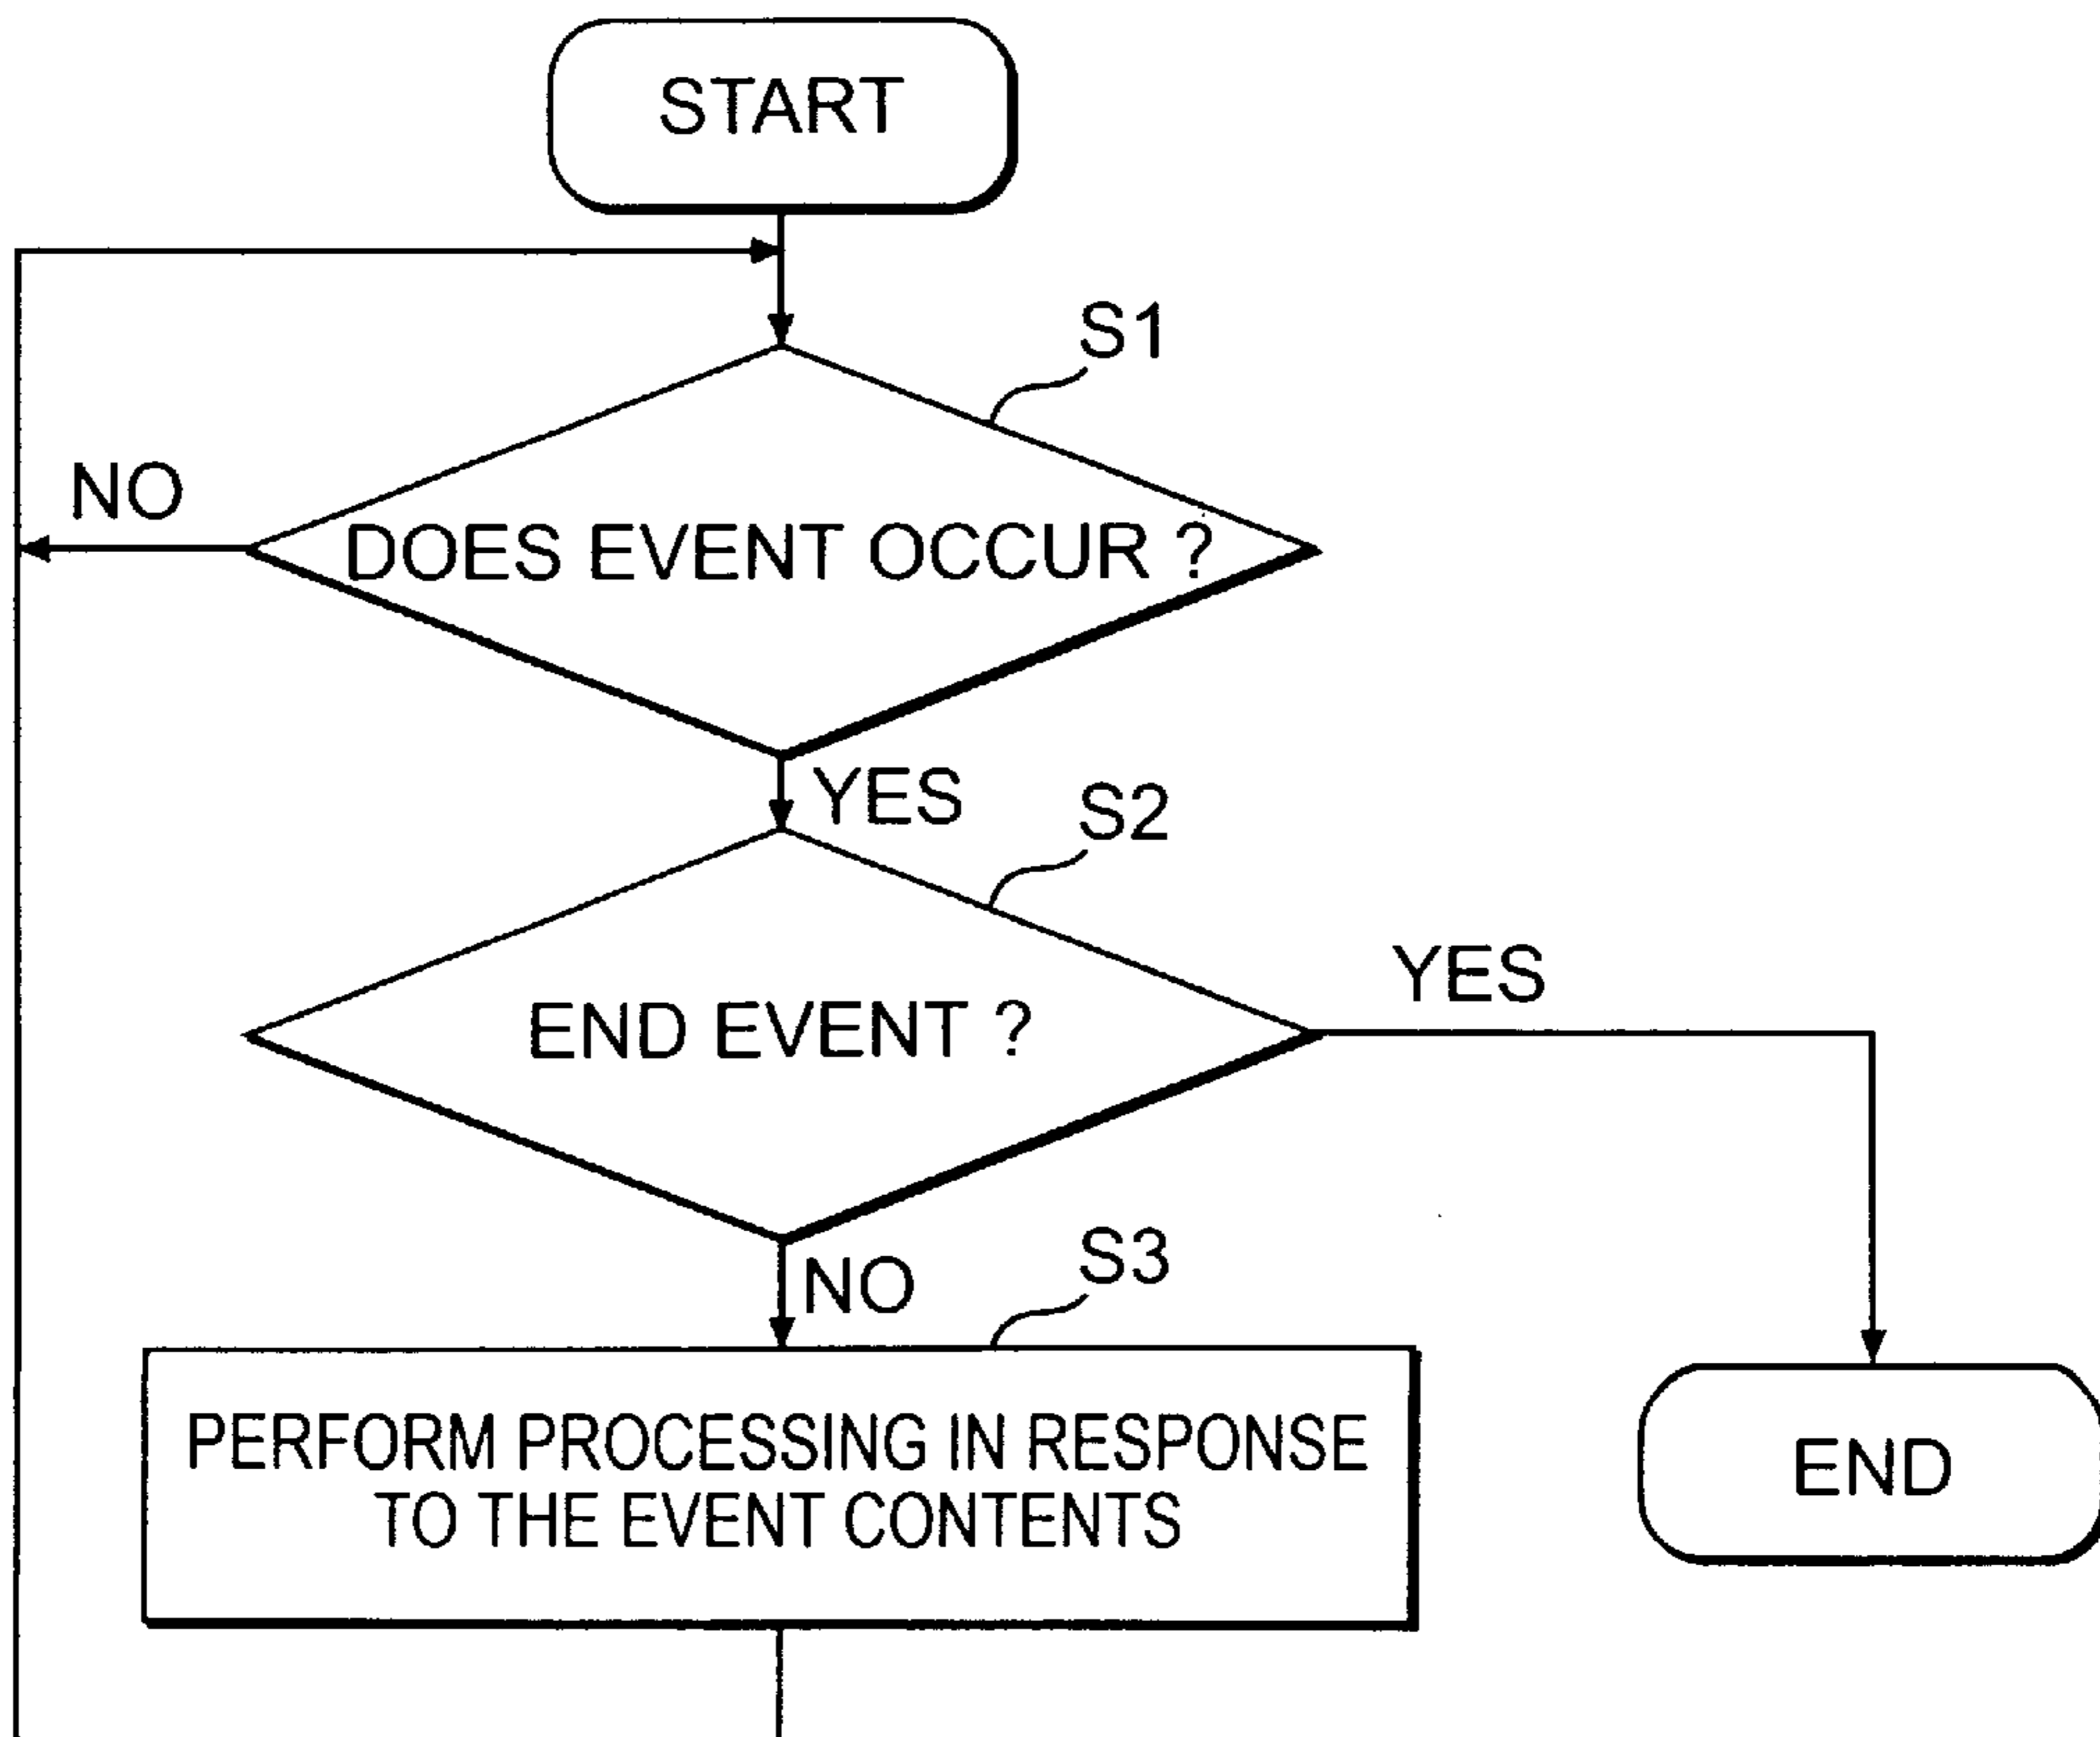 START
S1
NO
DOES EVENT OCCUR ?
YES
S2
YES
END EVENT ?
NO
S3
PERFORM PROCESSING IN RESPONSE
TO THE EVENT CONTENTS
END